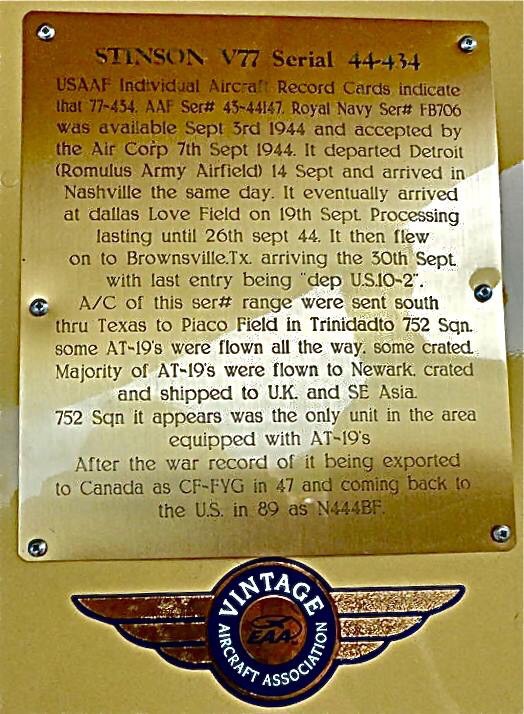 STINSON V77 Serial 44-434
USAAF Individual Aircraft Record Cards indicate
that 77-434, AAF Ser# 43-44147, Royal Navy Ser# FB706
was available Sept 3rd 1944 and accepted by
the Air Corp 7th Sept 1944. It departed Detroit
(Romulus Army Airfield) 14 Sept and arrived in
Nashville the same day. It eventually arrived
at dallas Love Field on 19th Sept. Processing
lasting until 26th sept 44. It then flew
on to Brownsville.Tx. arriving the 30th Sept.
with last entry being "dep U.S.10-2".
A/C of this ser# range were sent south
thru Texas to Piaco Field in Trinidadto 752 Sqn.
some AT-19's were flown all the way, some crated.
Majority of AT-19's were flown to Newark, crated
and shipped to U.K. and SE Asia.
752 Sqn it appears was the only unit in the area
equipped with AT-19's
After the war record of it being exported
to Canada as CF-FYG in 47 and coming back to
the U.S. in 89 as N444BF.
VINTAGE
EAA
AIRCRAFT ASSOCIATION